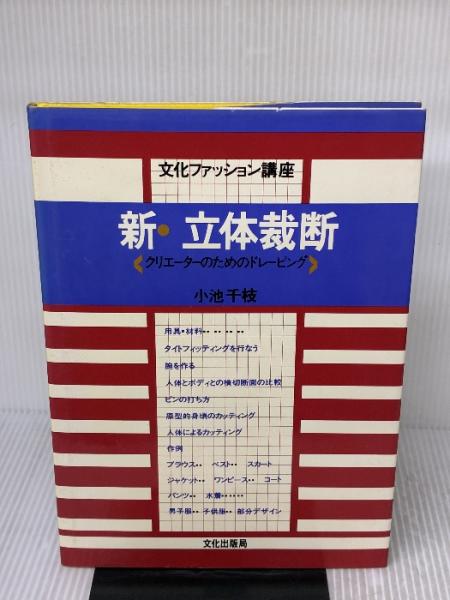 文化ファッション講座
新・立体裁断
《クリエーターのためのドレーピング》
小池千枝
用具・材料・・ ・・ ・・ ・・
タイトフィッティングを行なう
腕を作る
人体とボディとの横切断面の比較
ピンの打ち方
原型的身頃のカッティング
人体によるカッティング
作例
ブラウス・・ ベスト・・ スカート
ジャケット・・ ワンピース・・ コート
パンツ・・ 水着・・・・・・
男子服・・子供服・・部分デザイン
文化出版局